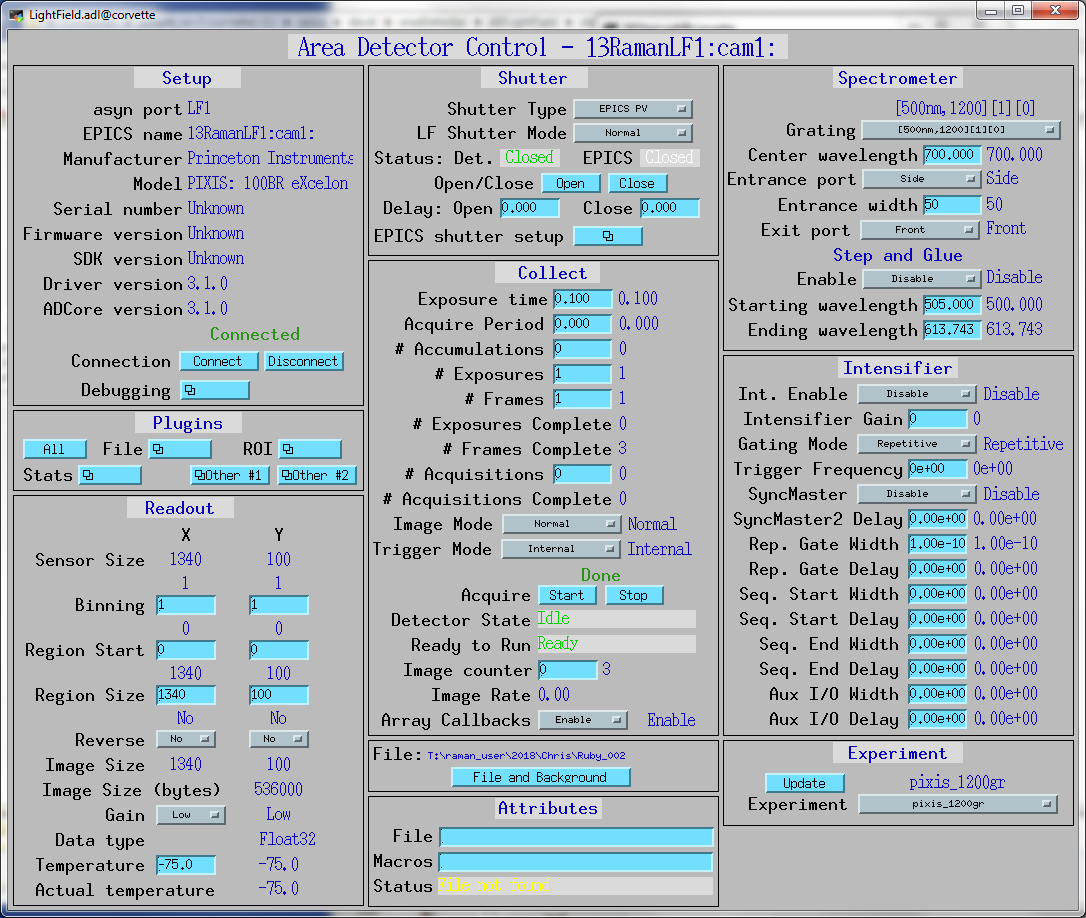 LightField.adl@corvette
Area Detector Control - 13RamanLF1:cam1:
Setup
asyn port LF1
EPICS name 13RamanLF1:cam1:
Manufacturer Princeton Instruments
Model PIXIS: 100BR eXcelon
Serial number Unknown
Firmware version Unknown
SDK version Unknown
Driver version 3.1.0
ADCore version 3.1.0
Connected
Connection Connect Disconnect
Debugging
Plugins
All File ROI
Stats Other #1 Other #2
Readout
X Y
Sensor Size 1340 100
1 1
Binning 1 1
0 0
Region Start 0 0
1340 100
Region Size 1340 100
No No
Reverse No No
Image Size 1340 100
Image Size (bytes) 536000
Gain Low Low
Data type Float32
Temperature -75.0 -75.0
Actual temperature -75.0
Shutter
Shutter Type EPICS PV
LF Shutter Mode Normal
Status: Det. Closed EPICS Closed
Open/Close Open Close
Delay: Open 0.000 Close 0.000
EPICS shutter setup
Collect
Exposure time 0.100 0.100
Acquire Period 0.000 0.000
# Accumulations 0 0
# Exposures 1 1
# Frames 1 1
# Exposures Complete 0
# Frames Complete 3
# Acquisitions 0 0
# Acquisitions Complete 0
Image Mode Normal Normal
Trigger Mode Internal Internal
Done
Acquire Start Stop
Detector State Idle
Ready to Run Ready
Image counter 0 3
Image Rate 0.00
Array Callbacks Enable Enable
File: T:\raman_user\2018\Chris\Ruby_002
File and Background
Attributes
File
Macros
Status File not found
Spectrometer
[500nm,1200][1][0]
Grating [500nm,1200][1][0]
Center wavelength 700.000 700.000
Entrance port Side Side
Entrance width 50 50
Exit port Front Front
Step and Glue
Enable Disable Disable
Starting wavelength 505.000 500.000
Ending wavelength 613.743 613.743
Intensifier
Int. Enable Disable Disable
Intensifier Gain 0 0
Gating Mode Repetitive Repetitive
Trigger Frequency 0e+00 0e+00
SyncMaster Disable Disable
SyncMaster2 Delay 0.00e+00 0.00e+00
Rep. Gate Width 1.00e-10 1.00e-10
Rep. Gate Delay 0.00e+00 0.00e+00
Seq. Start Width 0.00e+00 0.00e+00
Seq. Start Delay 0.00e+00 0.00e+00
Seq. End Width 0.00e+00 0.00e+00
Seq. End Delay 0.00e+00 0.00e+00
Aux I/O Width 0.00e+00 0.00e+00
Aux I/O Delay 0.00e+00 0.00e+00
Experiment
Update pixis_1200gr
Experiment pixis_1200gr